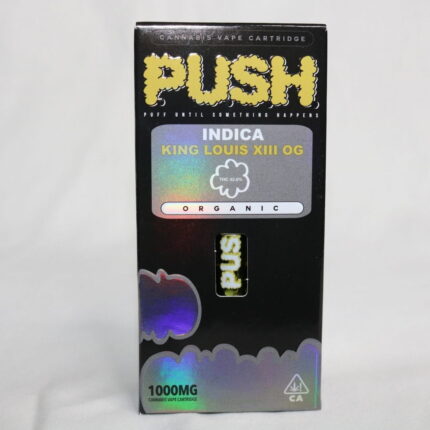 CANNABIS VAPE CARTRIDGE
PUSH
PUFF UNTIL SOMETHING HAPPENS
INDICA
KING LOUIS XIII OG
ORGANIC
PUSH
1000MG
CANNABIS VAPE CARTRIDGE
CA